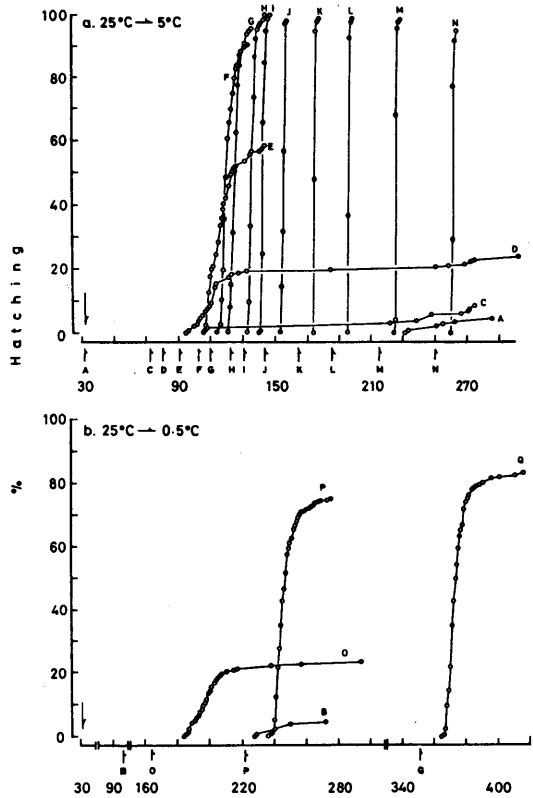 a. 25°C → 5°C
100
80
60
40
20
0
F
G
H I
J
K
L
M
N
E
D
C
A
A
C
D
E
F
G
H
I
J
K
L
M
N
30
90
150
210
270
Hatching
%
b. 25°C → 0·5°C
100
80
60
40
20
0
P
Q
O
B
B
O
P
30
90
160
220
280
340
400